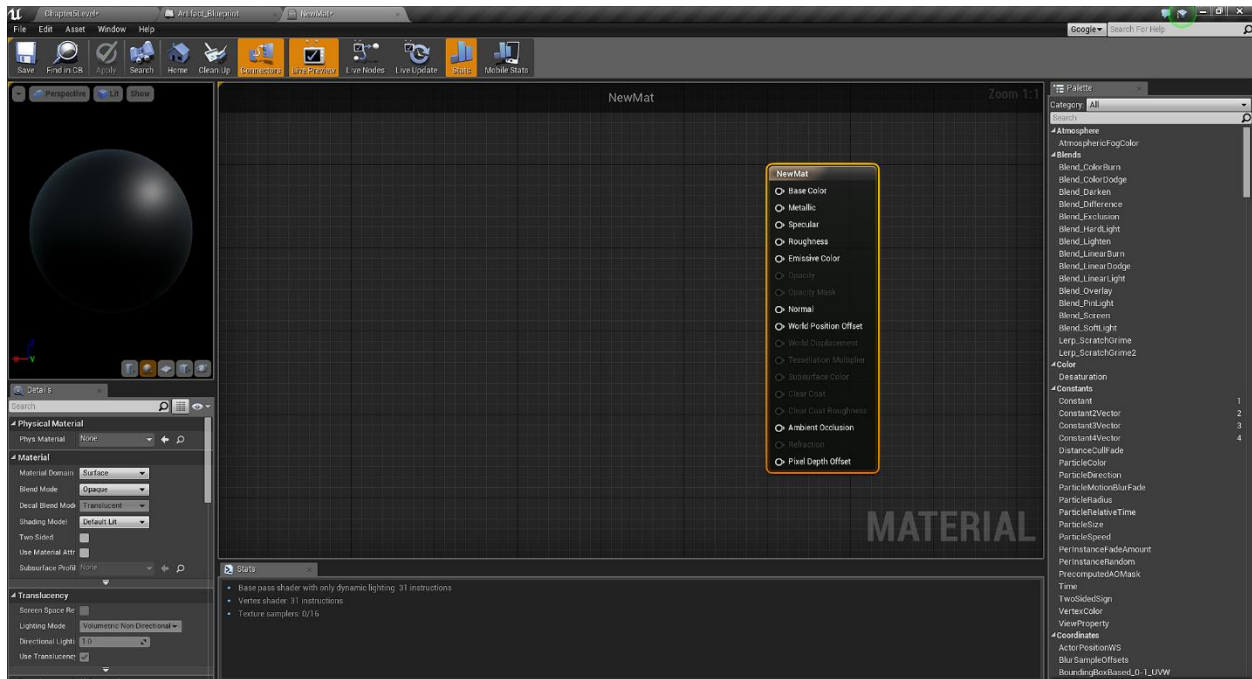 Chapter5Level*
Artifact_Blueprint
NewMat*
File Edit Asset Window Help
Google Search For Help
Save Find in CB Apply Search Home Clean Up Connectors Live Preview Live Nodes Live Update Stats Mobile Stats
Perspective Lit Show
NewMat
Zoom 1:1
NewMat
Base Color
Metallic
Specular
Roughness
Emissive Color
Opacity
Opacity Mask
Normal
World Position Offset
World Displacement
Tessellation Multiplier
Subsurface Color
Clear Coat
Clear Coat Roughness
Ambient Occlusion
Refraction
Pixel Depth Offset
MATERIAL
Y
Details
Search
Physical Material
Phys Material None
Material
Material Domain Surface
Blend Mode Opaque
Decal Blend Mod Translucent
Shading Model Default Lit
Two Sided
Use Material Attr
Subsurface Profil None
Translucency
Screen Space Re
Lighting Mode Volumetric Non Directional
Directional Lighti 1.0
Use Translucenc
Stats
Base pass shader with only dynamic lighting: 31 instructions
Vertex shader: 31 instructions
Texture samplers: 0/16
Palette
Category: All
Search
Atmosphere
AtmosphericFogColor
Blends
Blend_ColorBurn
Blend_ColorDodge
Blend_Darken
Blend_Difference
Blend_Exclusion
Blend_HardLight
Blend_Lighten
Blend_LinearBurn
Blend_LinearDodge
Blend_LinearLight
Blend_Overlay
Blend_PinLight
Blend_Screen
Blend_SoftLight
Lerp_ScratchGrime
Lerp_ScratchGrime2
Color
Desaturation
Constants
Constant 1
Constant2Vector 2
Constant3Vector 3
Constant4Vector 4
DistanceCullFade
ParticleColor
ParticleDirection
ParticleMotionBlurFade
ParticleRadius
ParticleRelativeTime
ParticleSize
ParticleSpeed
PerInstanceFadeAmount
PerInstanceRandom
PrecomputedAOMask
Time
TwoSidedSign
VertexColor
ViewProperty
Coordinates
ActorPositionWS
BlurSampleOffsets
BoundingBoxBased_0-1_UVW